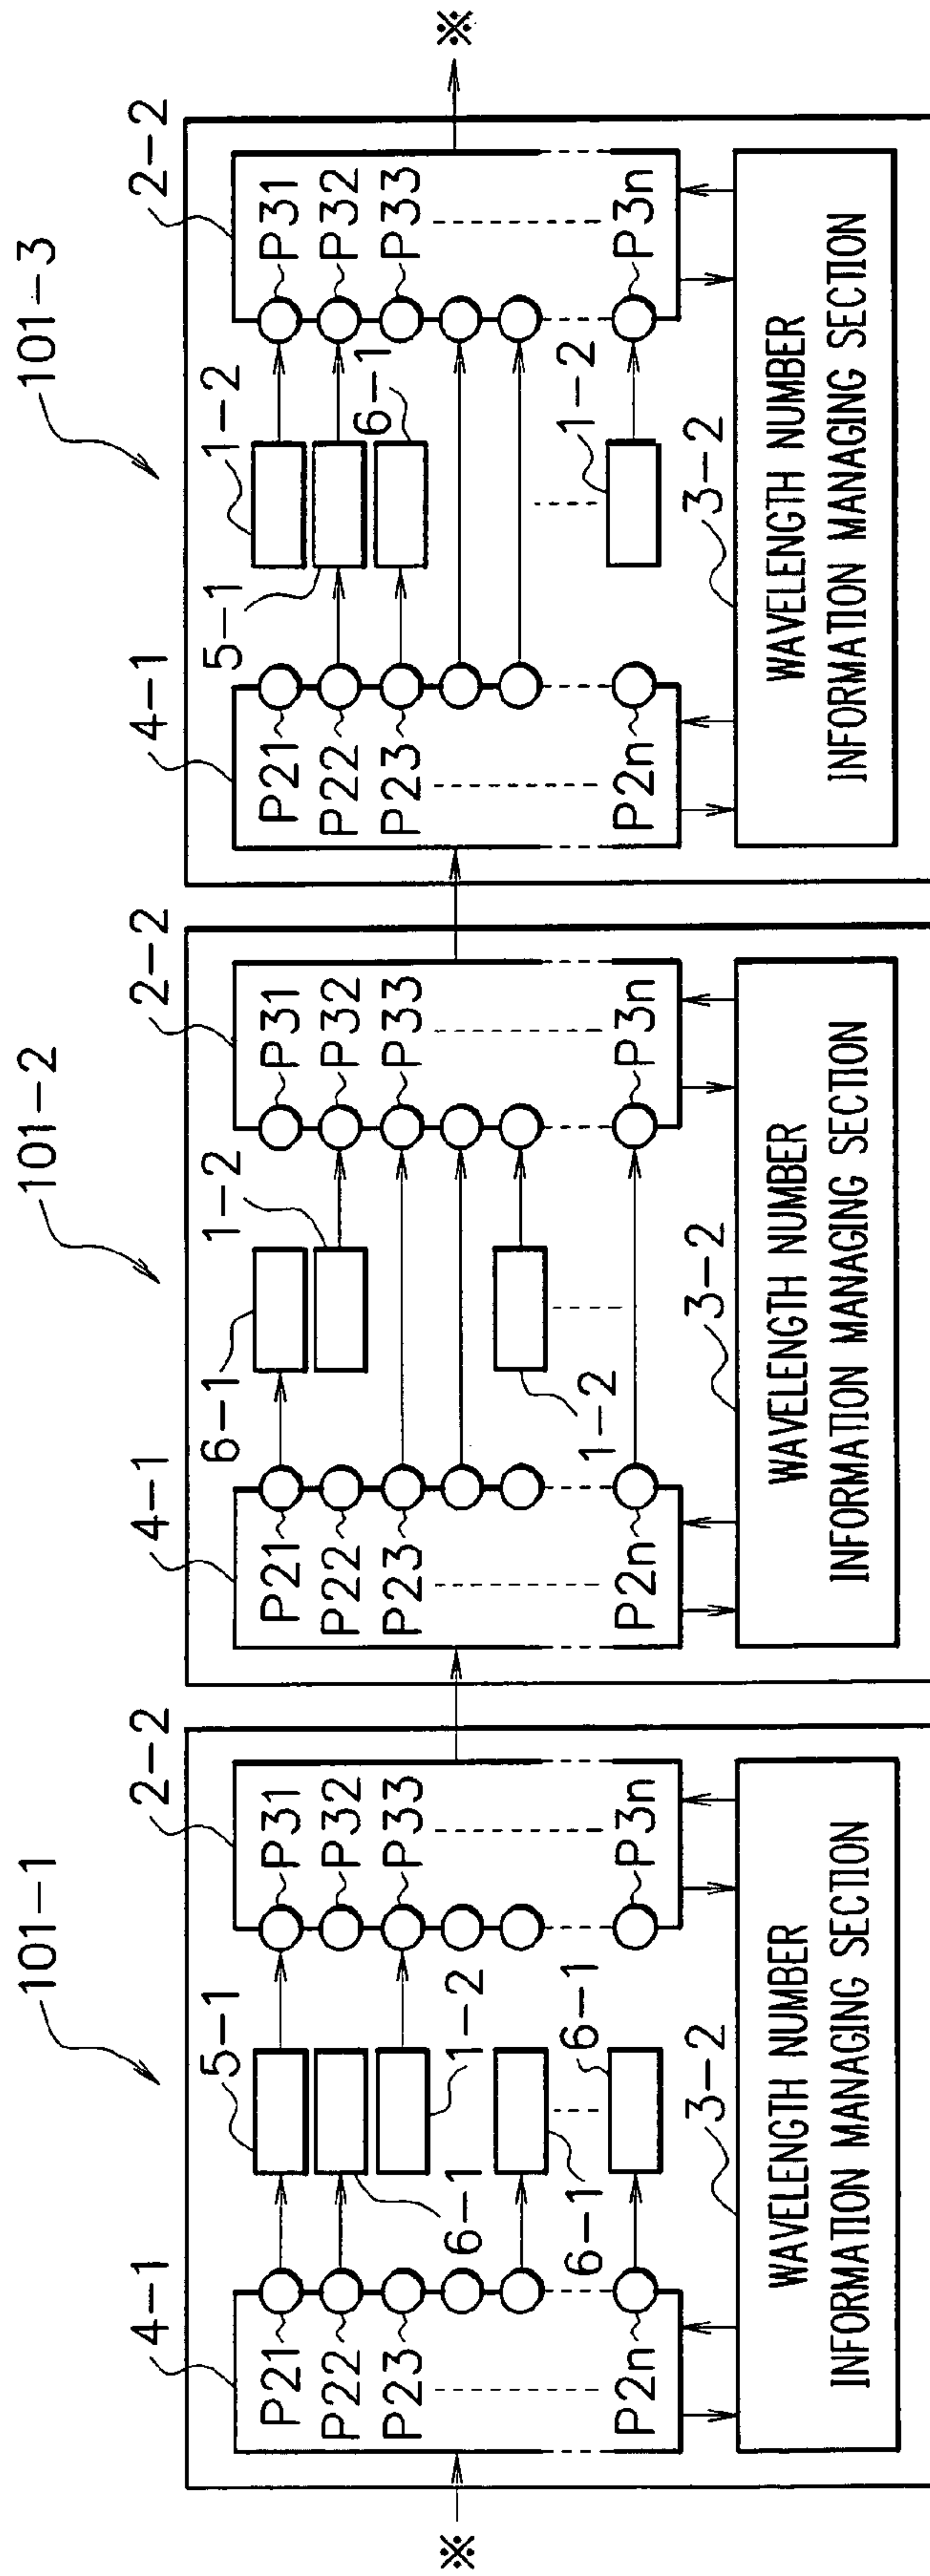 101-1
4-1
5-1
2-2
P21
P22
P23
P2n
6-1
1-2
6-1
6-1
P31
P32
P33
P3n
3-2
WAVELENGTH NUMBER
INFORMATION MANAGING SECTION
※
101-2
4-1
6-1
1-2
2-2
P21
P22
P23
P2n
1-2
P31
P32
P33
P3n
3-2
WAVELENGTH NUMBER
INFORMATION MANAGING SECTION
101-3
4-1
5-1
1-2
2-2
P21
P22
P23
P2n
6-1
1-2
P31
P32
P33
P3n
3-2
WAVELENGTH NUMBER
INFORMATION MANAGING SECTION
※